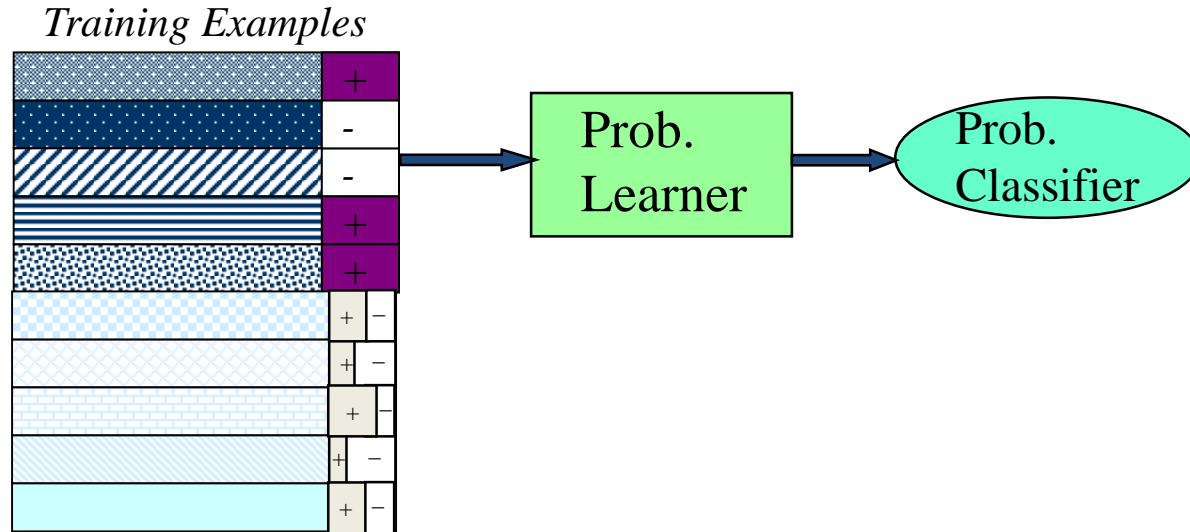 Training Examples
+
-
-
+
+
+ −
+ −
+ −
+ −
+ −
Prob.
Learner
Prob.
Classifier